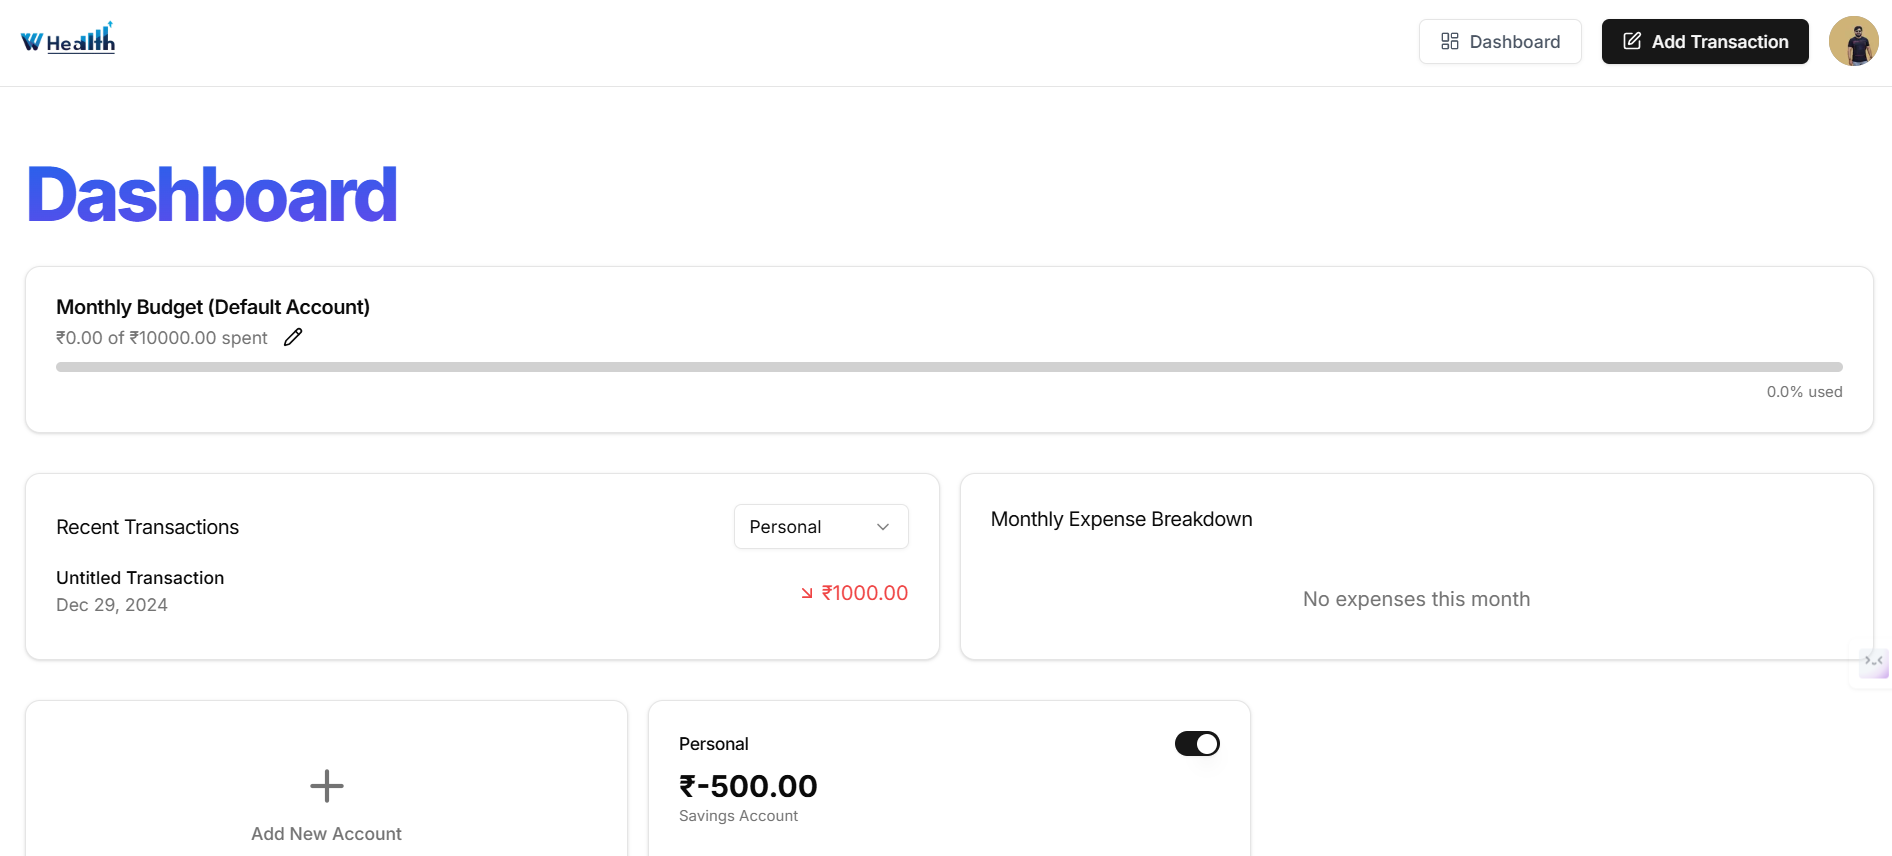 W Health
Dashboard
Add Transaction
Dashboard
Monthly Budget (Default Account)
₹0.00 of ₹10000.00 spent
0.0% used
Recent Transactions
Personal
Untitled Transaction
Dec 29, 2024
₹1000.00
Monthly Expense Breakdown
No expenses this month
Add New Account
Personal
₹-500.00
Savings Account